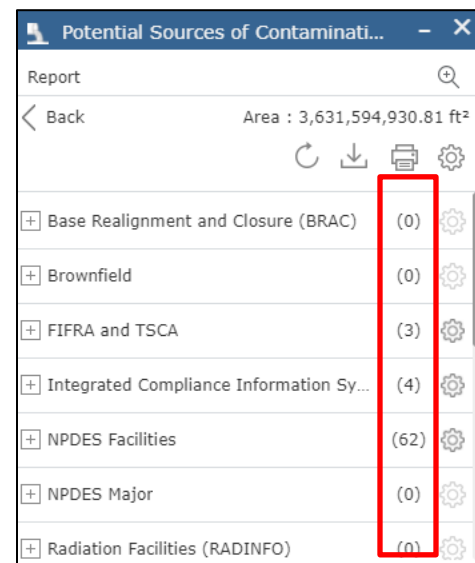 Potential Sources of Contaminati...
Report
Back Area : 3,631,594,930.81 ft²
Base Realignment and Closure (BRAC) (0)
Brownfield (0)
FIFRA and TSCA (3)
Integrated Compliance Information Sy... (4)
NPDES Facilities (62)
NPDES Major (0)
Radiation Facilities (RADINFO) (0)